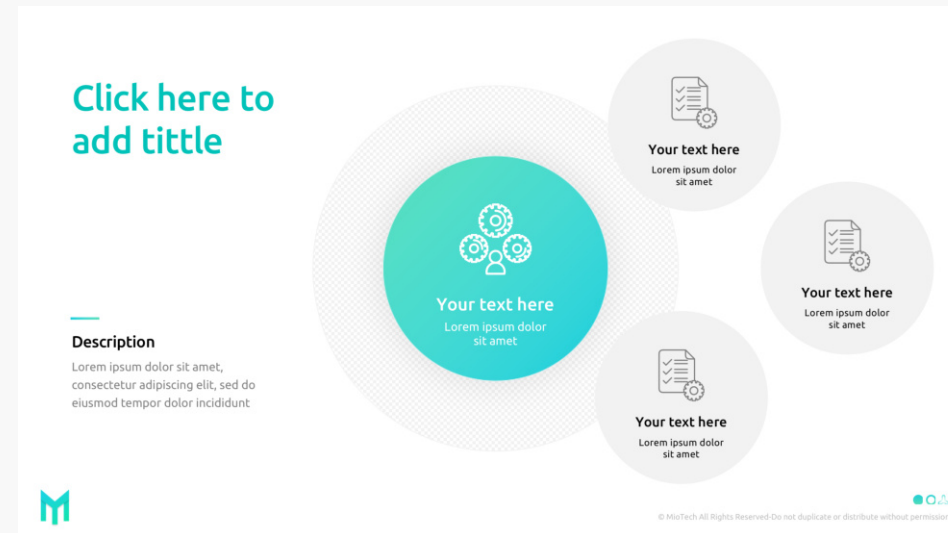 Click here to
add tittle
Description
Lorem ipsum dolor sit amet,
consectetur adipiscing elit, sed do
eiusmod tempor dolor incididunt
Your text here
Lorem ipsum dolor
sit amet
Your text here
Lorem ipsum dolor
sit amet
Your text here
Lorem ipsum dolor
sit amet
Your text here
Lorem ipsum dolor
sit amet
© MioTech All Rights Reserved-Do not duplicate or distribute without permission